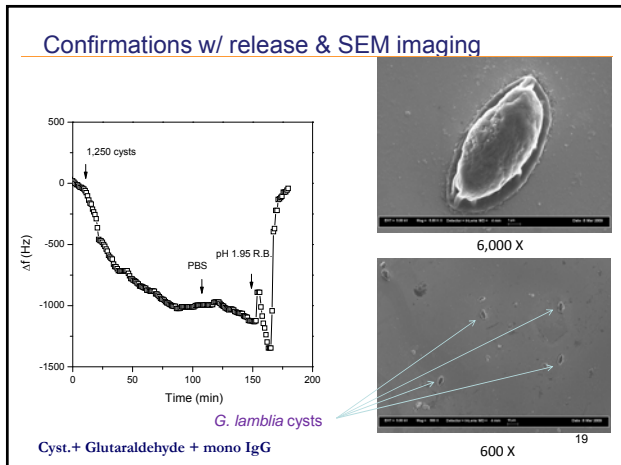 Confirmations w/ release & SEM imaging
500
0
-500
-1000
-1500
Δf (Hz)
1,250 cysts
PBS
pH 1.95 R.B.
0
50
100
150
200
Time (min)
6,000 X
G. lamblia cysts
Cyst.+ Glutaraldehyde + mono IgG
600 X
19